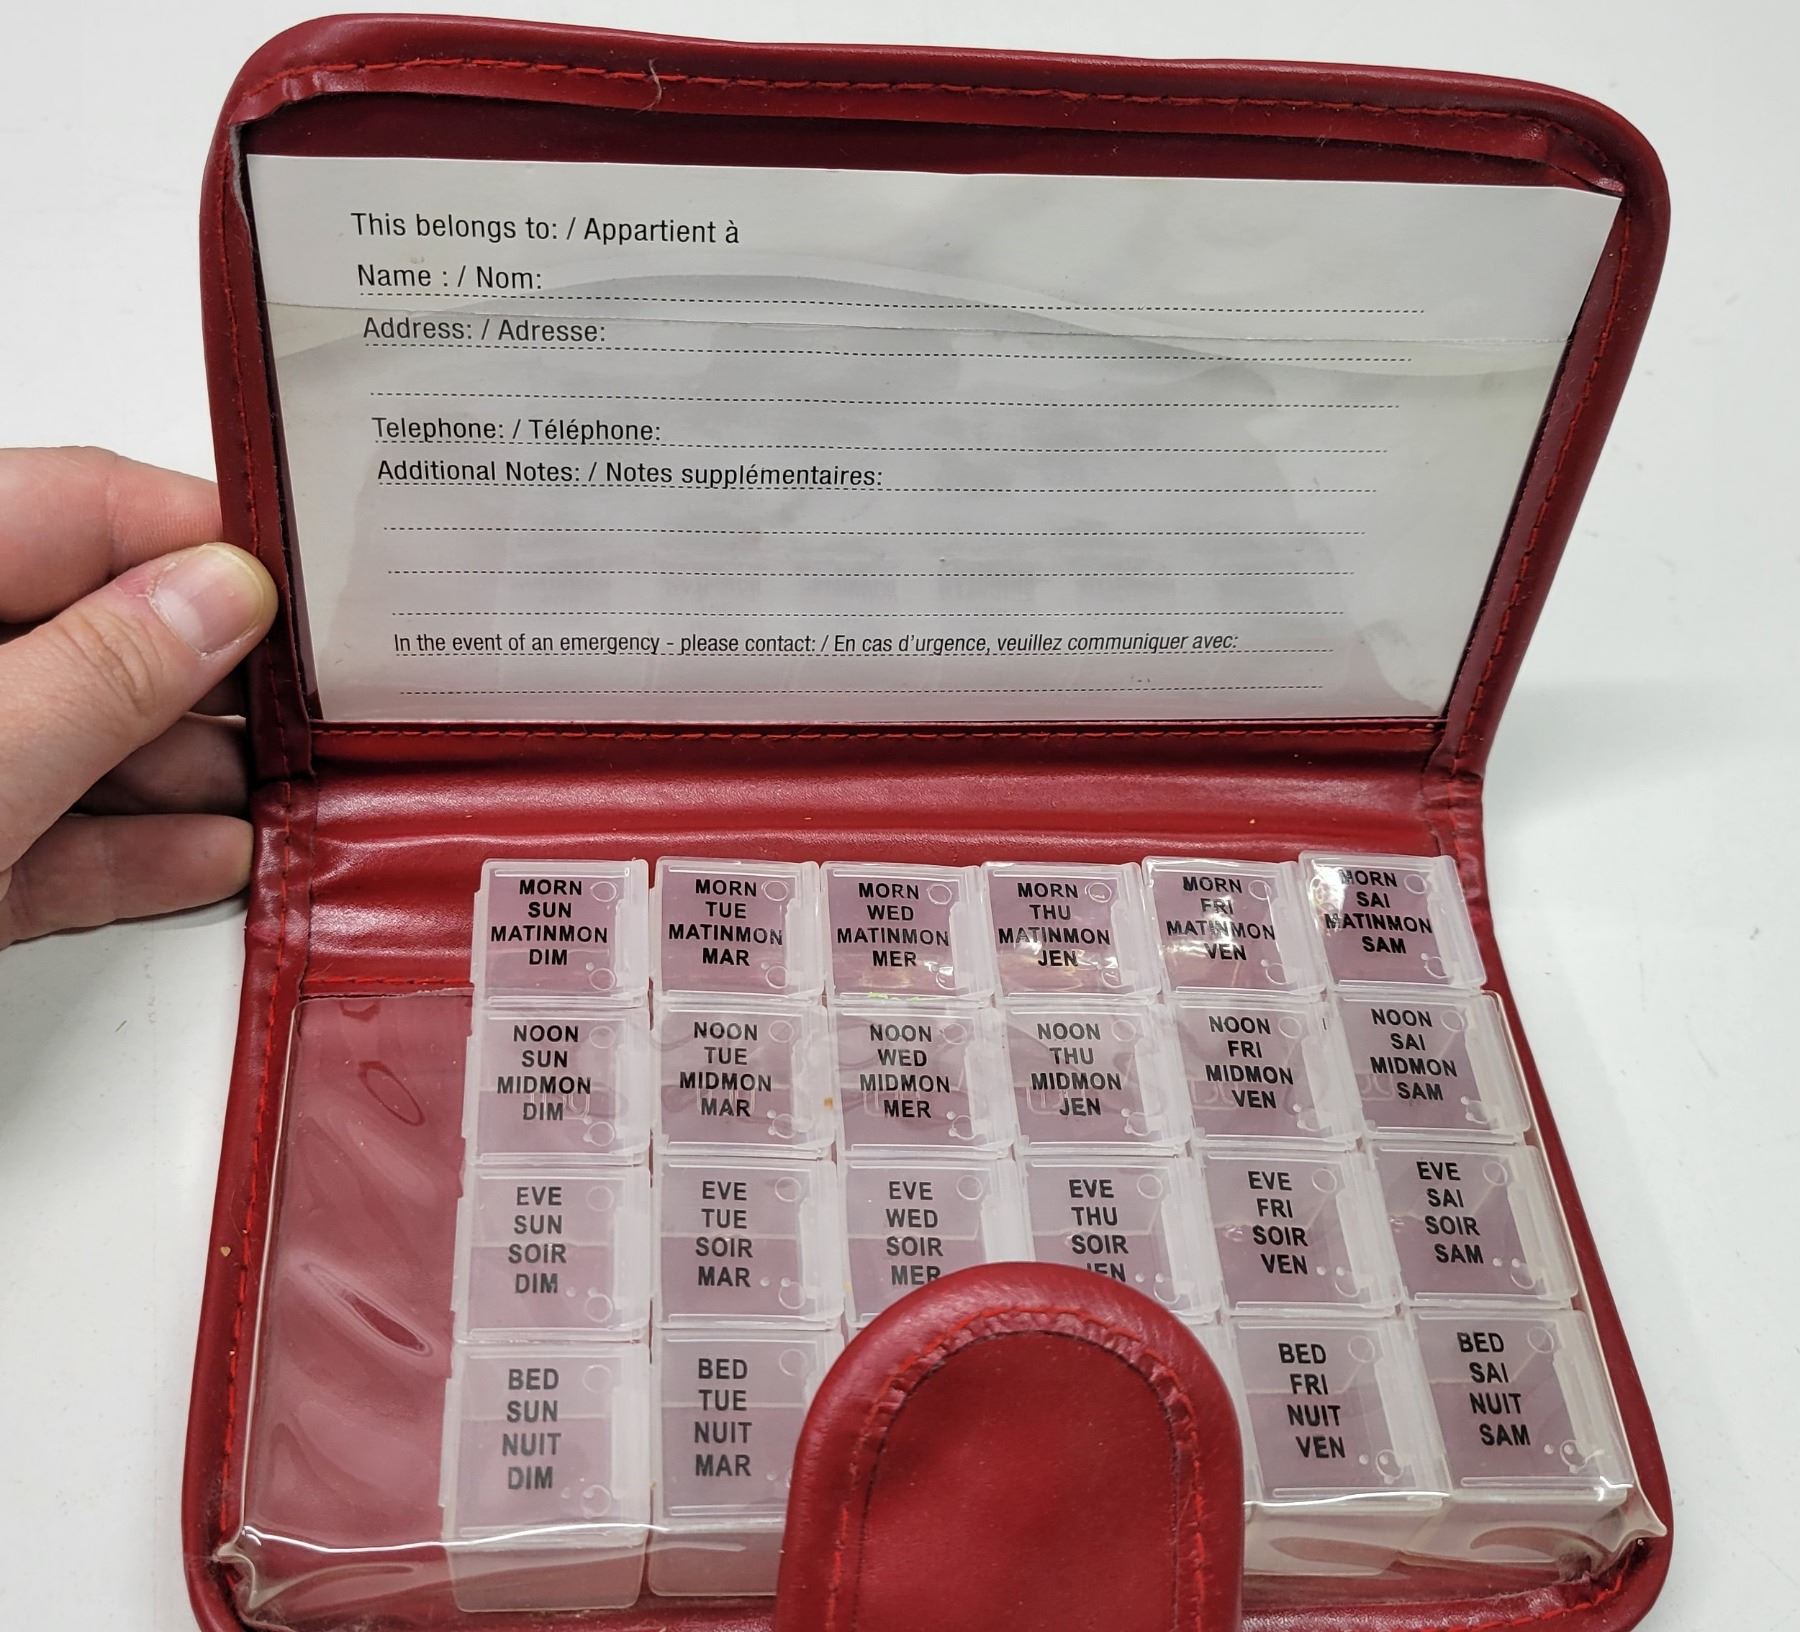 This belongs to: / Appartient à
Name : / Nom:
Address: / Adresse:
Telephone: / Téléphone:
Additional Notes: / Notes supplémentaires:
In the event of an emergency - please contact: / En cas d'urgence, veuillez communiquer avec:
MORN
SUN
MATINMON
DIM
MORN
TUE
MATINMON
MAR
MORN
WED
MATINMON
MER
MORN
THU
MATINMON
JEN
MORN
FRI
MATINMON
VEN
MORN
SAI
MATINMON
SAM
NOON
SUN
MIDMON
DIM
NOON
TUE
MIDMON
MAR
NOON
WED
MIDMON
MER
NOON
THU
MIDMON
JEN
NOON
FRI
MIDMON
VEN
NOON
SAI
MIDMON
SAM
EVE
SUN
SOIR
DIM
EVE
TUE
SOIR
MAR
EVE
WED
SOIR
MER
EVE
THU
SOIR
JEN
EVE
FRI
SOIR
VEN
EVE
SAI
SOIR
SAM
BED
SUN
NUIT
DIM
BED
TUE
NUIT
MAR
BED
FRI
NUIT
VEN
BED
SAI
NUIT
SAM